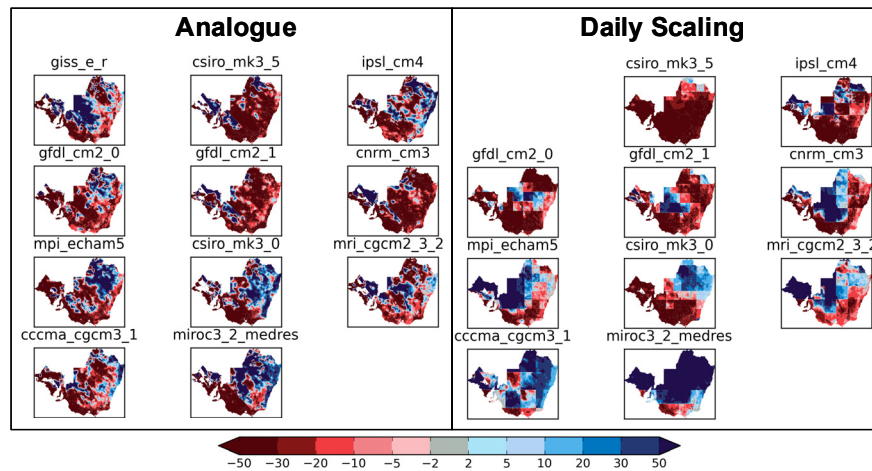 Analogue
giss_e_r csiro_mk3_5 ipsl_cm4
gfdl_cm2_0 gfdl_cm2_1 cnrm_cm3
mpi_echam5 csiro_mk3_0 mri_cgcm2_3_2
cccma_cgcm3_1 miroc3_2_medres
Daily Scaling
csiro_mk3_5 ipsl_cm4
gfdl_cm2_0 gfdl_cm2_1 cnrm_cm3
mpi_echam5 csiro_mk3_0 mri_cgcm2_3_2
cccma_cgcm3_1 miroc3_2_medres
−50 −30 −20 −10 −5 −2 2 5 10 20 30 50